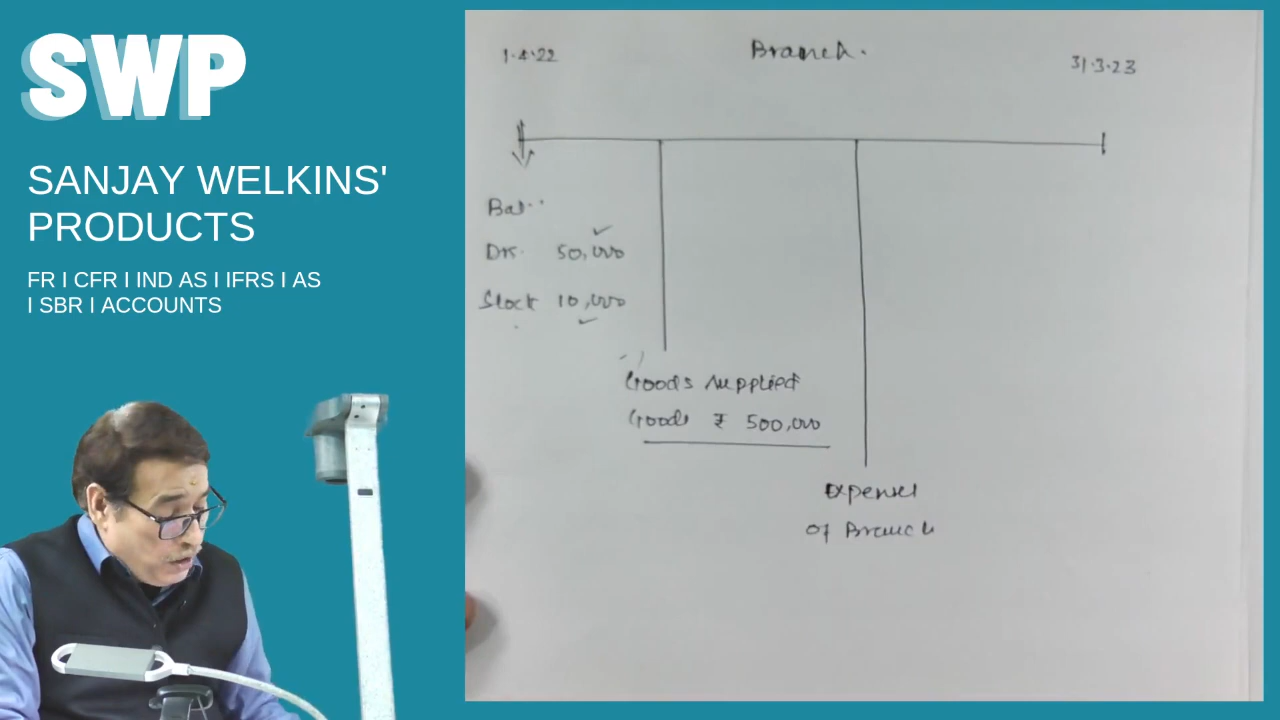 SWP
SANJAY WELKINS'
PRODUCTS
FR I CFR I IND AS I IFRS I AS
I SBR I ACCOUNTS
1.4.22
Branch.
31.3.23
Bal..
Drs. 50,000
Stock 10,000
Goods supplied
Goods ₹ 500,000
Expenses
of Branch